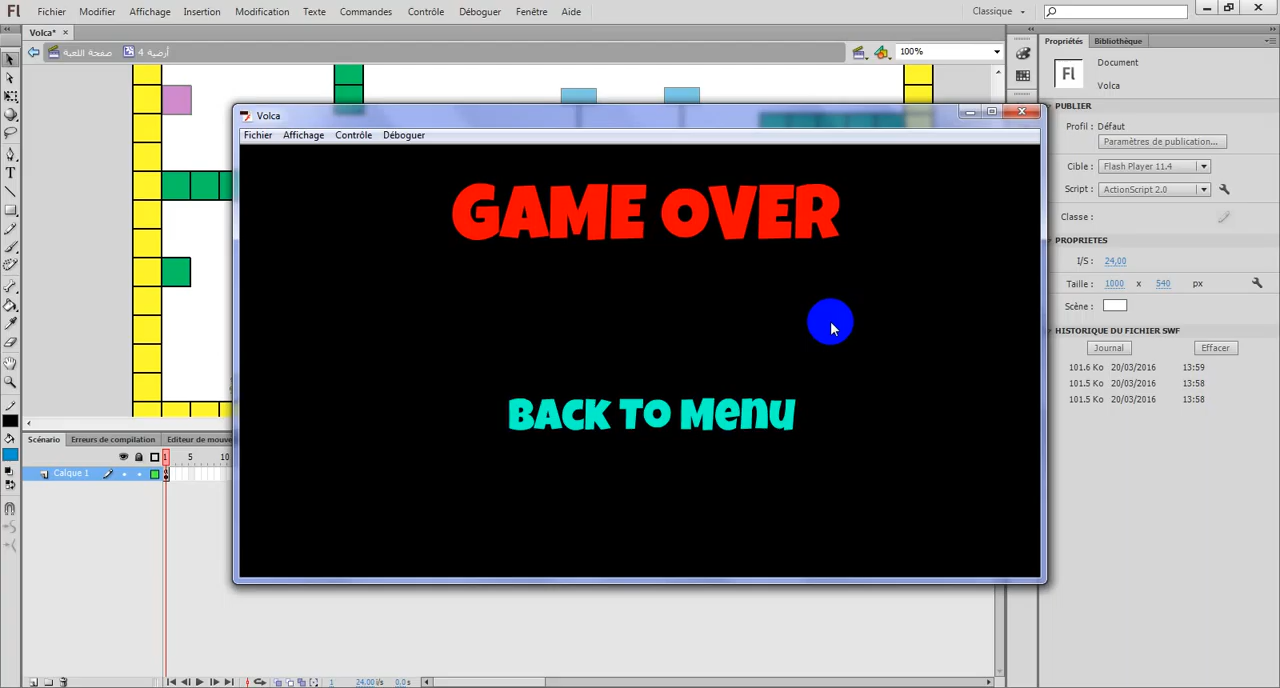 Fl Fichier Modifier Affichage Insertion Modification Texte Commandes Contrôle Déboguer Fenêtre Aide Classique
Volca* ×
صفحة اللعبة أرضية 4 100%
Propriétés Bibliothèque
Fl Document
Volca
PUBLIER
Profil : Défaut
Paramètres de publication...
Cible : Flash Player 11.4
Script : ActionScript 2.0
Classe :
PROPRIETES
I/S : 24,00
Taille : 1000 x 540 px
Scène :
HISTORIQUE DU FICHIER SWF
Journal Effacer
101.6 Ko 20/03/2016 13:59
101.5 Ko 20/03/2016 13:58
101.5 Ko 20/03/2016 13:58
Volca
Fichier Affichage Contrôle Déboguer
GAME OVER
BACK TO MENU
Scénario Erreurs de compilation Editeur de mouve
1 5 10
Calque 1
1 24,00 i/s 0,0 s